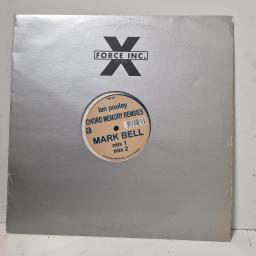 FORCE INC.
X
ian pooley
CHORD MEMORY REMIXES
a
MARK BELL
mix 1
mix 2